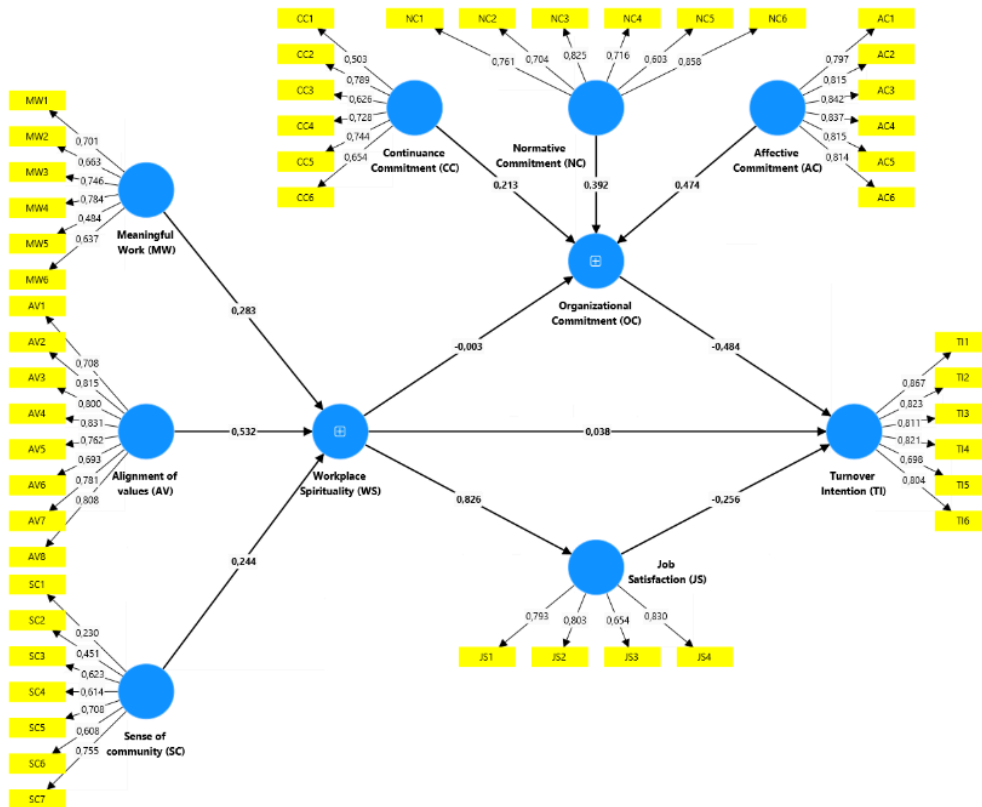 CC1
NC1
NC2
NC3
NC4
NC5
NC6
AC1
CC2
0,503
0,761
0,704
0,825
0,716
0,603
0,858
0,797
AC2
CC3
0,789
0,815
AC3
0,626
0,842
CC4
0,728
0,837
AC4
CC5
0,744
0,815
AC5
CC6
0,654
0,814
AC6
Continuance
Commitment (CC)
Normative
Commitment (NC)
Affective
Commitment (AC)
0,213
0,392
0,474
MW1
MW2
0,701
MW3
0,663
0,746
MW4
0,784
MW5
0,484
MW6
0,637
Meaningful
Work (MW)
Organizational
Commitment (OC)
0,283
-0,003
-0,484
AV1
AV2
0,708
AV3
0,815
0,800
AV4
0,831
AV5
0,762
AV6
0,693
AV7
0,781
AV8
0,808
Alignment of
values (AV)
0,532
Workplace
Spirituality (WS)
0,038
TI1
0,867
TI2
0,823
TI3
0,811
TI4
0,821
TI5
0,698
TI6
0,804
Turnover
Intention (TI)
0,826
-0,256
0,244
SC1
SC2
0,230
SC3
0,451
0,623
SC4
0,614
SC5
0,708
SC6
0,608
SC7
0,755
Sense of
community (SC)
Job
Satisfaction (JS)
0,793
0,803
0,654
0,830
JS1
JS2
JS3
JS4